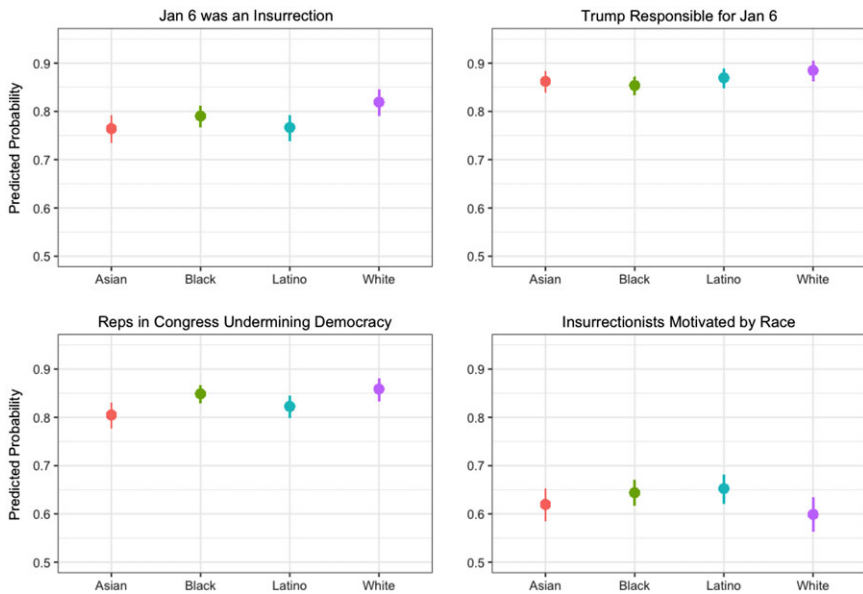 Jan 6 was an Insurrection
Trump Responsible for Jan 6
Predicted Probability
0.9
0.8
0.7
0.6
0.5
Asian
Black
Latino
White
0.9
0.8
0.7
0.6
0.5
Asian
Black
Latino
White
Reps in Congress Undermining Democracy
Insurrectionists Motivated by Race
Predicted Probability
0.9
0.8
0.7
0.6
0.5
Asian
Black
Latino
White
0.9
0.8
0.7
0.6
0.5
Asian
Black
Latino
White